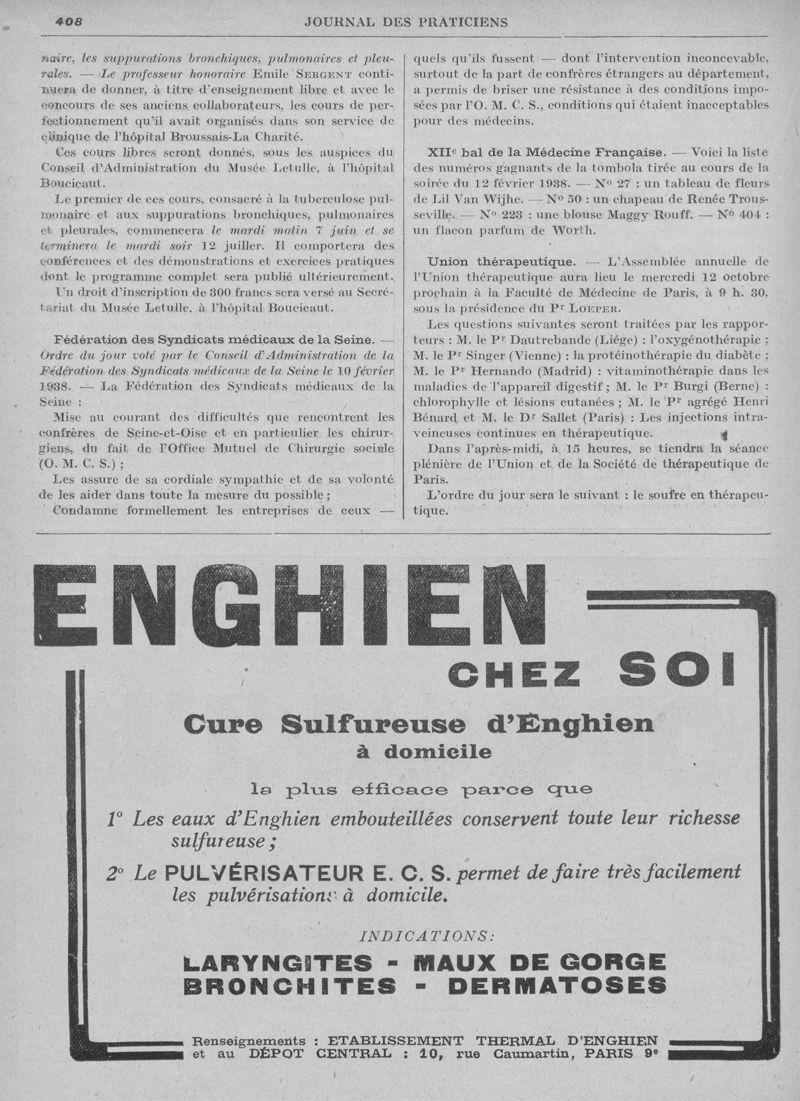 408
JOURNAL DES PRATICIENS
naire, les suppurations bronchiques, pulmonaires et pleu-
rales. — Le professeur honoraire Emile SERGENT conti-
nuera de donner, à titre d'enseignement libre et avec le
concours de ses anciens collaborateurs, les cours de per-
fectionnement qu'il avait organisés dans son service de
clinique de l'hôpital Broussais-La Charité.
Ces cours libres seront donnés, sous les auspices du
Conseil d'Administration du Musée Letulle, à l'hôpital
Boucicaut.
Le premier de ces cours, consacré à la tuberculose pul-
monaire et aux suppurations bronchiques, pulmonaires
et pleurales, commencera le mardi matin 7 juin et se
terminera le mardi soir 12 juillet. Il comportera des
conférences et des démonstrations et exercices pratiques
dont le programme complet sera publié ultérieurement.
Un droit d'inscription de 300 francs sera versé au Secré-
tariat du Musée Letulle, à l'hôpital Boucicaut.
Fédération des Syndicats médicaux de la Seine. —
Ordre du jour voté par le Conseil d'Administration de la
Fédération des Syndicats médicaux de la Seine le 10 février
1938. — La Fédération des Syndicats médicaux de la
Seine :
Mise au courant des difficultés que rencontrent les
confrères de Seine-et-Oise et en particulier les chirur-
giens, du fait de l'Office Mutuel de Chirurgie sociale
(O. M. C. S.) ;
Les assure de sa cordiale sympathie et de sa volonté
de les aider dans toute la mesure du possible ;
Condamne formellement les entreprises de ceux —
quels qu'ils fussent — dont l'intervention inconcevable,
surtout de la part de confrères étrangers au département,
a permis de briser une résistance à des conditions impo-
sées par l'O. M. C. S., conditions qui étaient inacceptables
pour des médecins.
XIIe bal de la Médecine Française. — Voici la liste
des numéros gagnants de la tombola tirée au cours de la
soirée du 12 février 1938. — N° 27 : un tableau de fleurs
de Lil Van Wijhe. — N° 50 : un chapeau de Renée Trous-
seville. — N° 223 : une blouse Maggy Rouff. — N° 404 :
un flacon parfum de Worth.
Union thérapeutique. — L'Assemblée annuelle de
l'Union thérapeutique aura lieu le mercredi 12 octobre
prochain à la Faculté de Médecine de Paris, à 9 h. 30,
sous la présidence du Pr LOEPER.
Les questions suivantes seront traitées par les rappor-
teurs : M. le Pr Dautrebande (Liége) : l'oxygénothérapie ;
M. le Pr Singer (Vienne) : la protéinothérapie du diabète ;
M. le Pr Hernando (Madrid) : vitaminothérapie dans les
maladies de l'appareil digestif ; M. le Pr Burgi (Berne) :
chlorophylle et lésions cutanées ; M. le Pr agrégé Henri
Bénard et M. le Dr Sallet (Paris) : Les injections intra-
veineuses continues en thérapeutique.
Dans l'après-midi, à 15 heures, se tiendra la séance
plénière de l'Union et de la Société de thérapeutique de
Paris.
L'ordre du jour sera le suivant : le soufre en thérapeu-
tique.
ENGHIEN
CHEZ SOI
Cure Sulfureuse d'Enghien
à domicile
la plus efficace parce que
1° Les eaux d'Enghien embouteillées conservent toute leur richesse
sulfureuse ;
2° Le PULVÉRISATEUR E. C. S. permet de faire très facilement
les pulvérisations à domicile.
INDICATIONS :
LARYNGITES - MAUX DE GORGE
BRONCHITES - DERMATOSES
Renseignements : ETABLISSEMENT THERMAL D'ENGHIEN
et au DÉPOT CENTRAL : 10, rue Caumartin, PARIS 9e